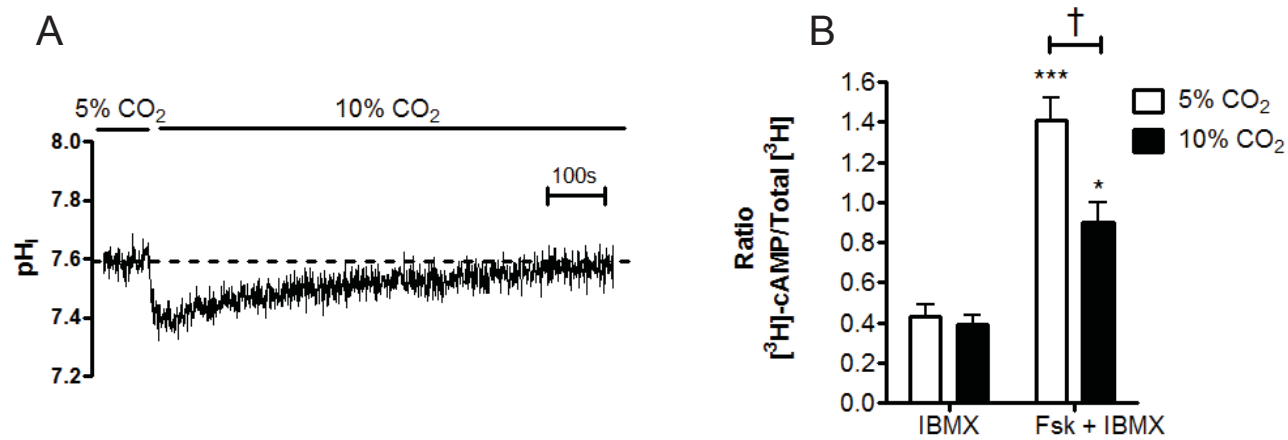 A
5% CO₂ 10% CO₂
8.0
7.8
7.6
7.4
7.2
pHᵢ
100s
B
†
***
*
1.6
1.4
1.2
1.0
0.8
0.6
0.4
0.2
0.0
Ratio
[³H]-cAMP/Total [³H]
5% CO₂
10% CO₂
IBMX Fsk + IBMX